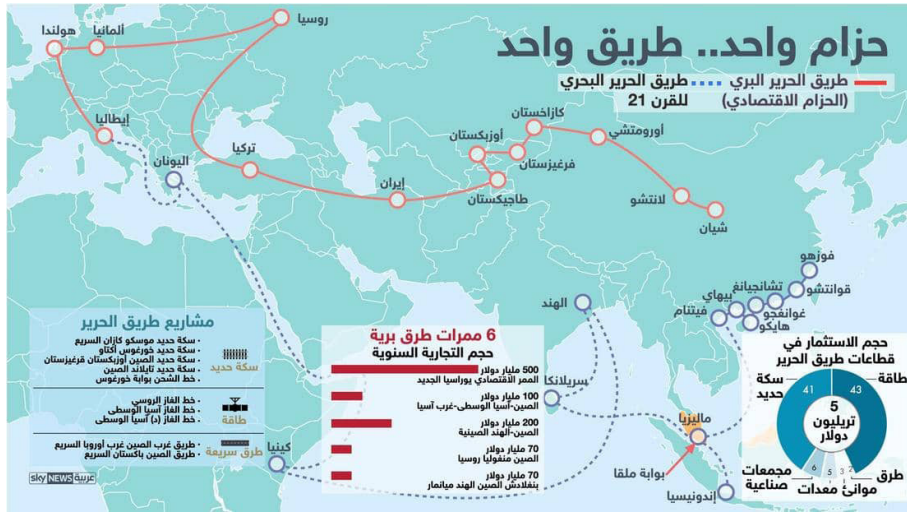 حزام واحد.. طريق واحد
طريق الحرير البري
(الحزام الاقتصادي)
طريق الحرير البحري
للقرن 21
روسيا
ألمانيا
هولندا
إيطاليا
اليونان
تركيا
إيران
أوزبكستان
كازاخستان
فرغيزستان
طاجيكستان
أورومتشي
لانتشو
شيان
فوزهو
قوانتشو
تشانجيانغ
غوانغجو
بيهاي
هايكو
فيتنام
الهند
سريلانكا
كينيا
ماليزيا
بوابة ملقا
إندونيسيا
مشاريع طريق الحرير
سكة حديد
• سكة حديد موسكو كازان السريع
• سكة حديد خورغوس أكتاو
• سكة حديد الصين أوزبكستان قرغيزستان
• سكة حديد تايلاند الصين
• خط الشحن بوابة خورغوس
طاقة
• خط الغاز الروسي
• خط الغاز آسيا الوسطى
• خط الغاز (د) آسيا الوسطى
طرق سريعة
• طريق غرب الصين غرب أوروبا السريع
• طريق الصين باكستان السريع
6 ممرات طرق برية
حجم التجارية السنوية
500 مليار دولار
الممر الاقتصادي يوراسيا الجديد
100 مليار دولار
الصين-آسيا الوسطى-غرب آسيا
200 مليار دولار
الصين-الهند الصينية
70 مليار دولار
الصين منغوليا روسيا
70 مليار دولار
بنغلادش الصين الهند ميانمار
حجم الاستثمار في
قطاعات طريق الحرير
طاقة
43
سكة
حديد
41
5
تريليون
دولار
طرق
2
موانئ
3
معدات
5
مجمعات
صناعية
6
sky NEWS عربية